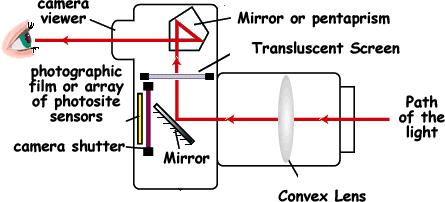 camera
viewer
Mirror or pentaprism
Transluscent Screen
photographic
film or array
of photosite
sensors
camera shutter
Mirror
Path
of the
light
Convex Lens